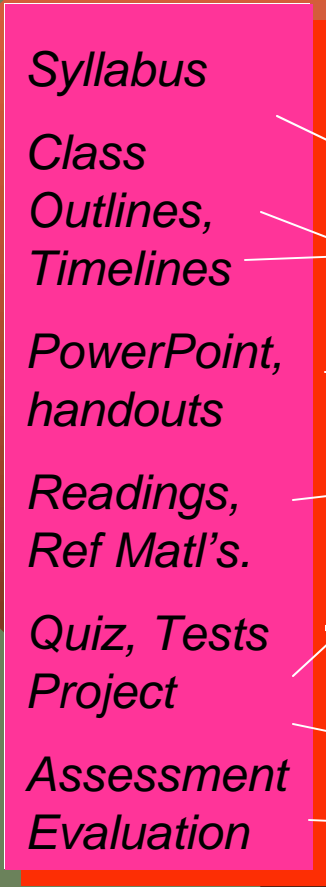 Syllabus
Class
Outlines,
Timelines
PowerPoint,
handouts
Readings,
Ref Matl's.
Quiz, Tests
Project
Assessment
Evaluation